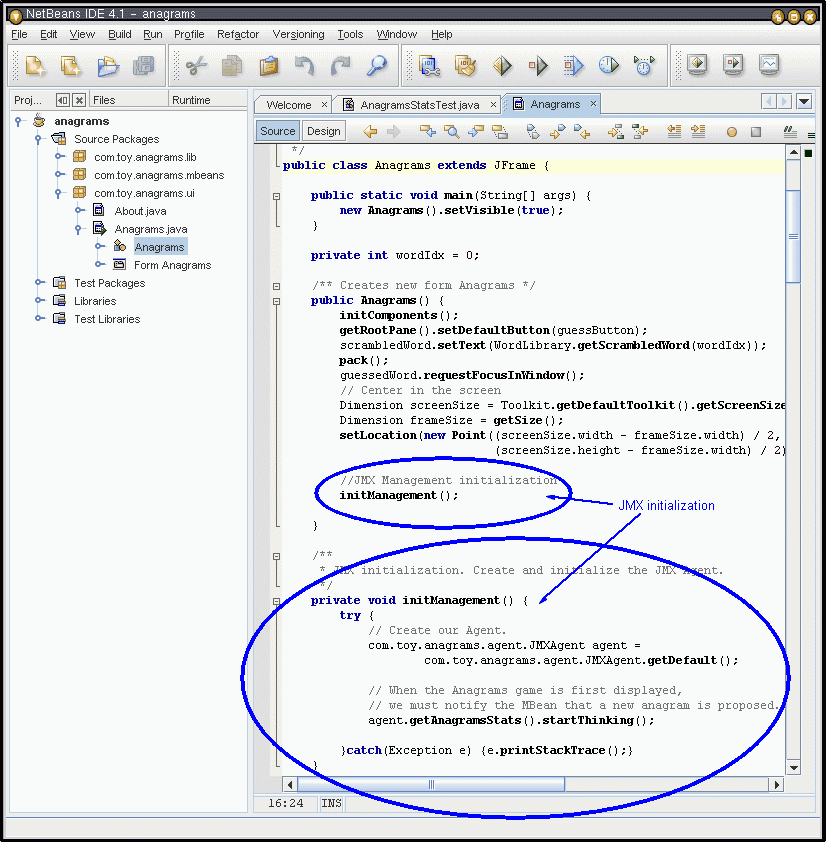 NetBeans IDE 4.1 - anagrams
File Edit View Build Run Profile Refactor Versioning Tools Window Help
Proj... Files Runtime
Welcome AnagramsStatsTest.java Anagrams
Source Design
anagrams
Source Packages
com.toy.anagrams.lib
com.toy.anagrams.mbeans
com.toy.anagrams.ui
About.java
Anagrams.java
Anagrams
Form Anagrams
Test Packages
Libraries
Test Libraries
*/
public class Anagrams extends JFrame {
public static void main(String[] args) {
new Anagrams().setVisible(true);
}
private int wordIdx = 0;
/** Creates new form Anagrams */
public Anagrams() {
initComponents();
getRootPane().setDefaultButton(guessButton);
scrambledWord.setText(WordLibrary.getScrambledWord(wordIdx));
pack();
guessedWord.requestFocusInWindow();
// Center in the screen
Dimension screenSize = Toolkit.getDefaultToolkit().getScreenSize
Dimension frameSize = getSize();
setLocation(new Point((screenSize.width - frameSize.width) / 2,
(screenSize.height - frameSize.width) / 2)
//JMX Management initialization
initManagement();
JMX initialization
}
/**
* JMX initialization. Create and initialize the JMX Agent.
*/
private void initManagement() {
try {
// Create our Agent.
com.toy.anagrams.agent.JMXAgent agent =
com.toy.anagrams.agent.JMXAgent.getDefault();
// When the Anagrams game is first displayed,
// we must notify the MBean that a new anagram is proposed.
agent.getAnagramsStats().startThinking();
}catch(Exception e) {e.printStackTrace();}
}
16:24 INS